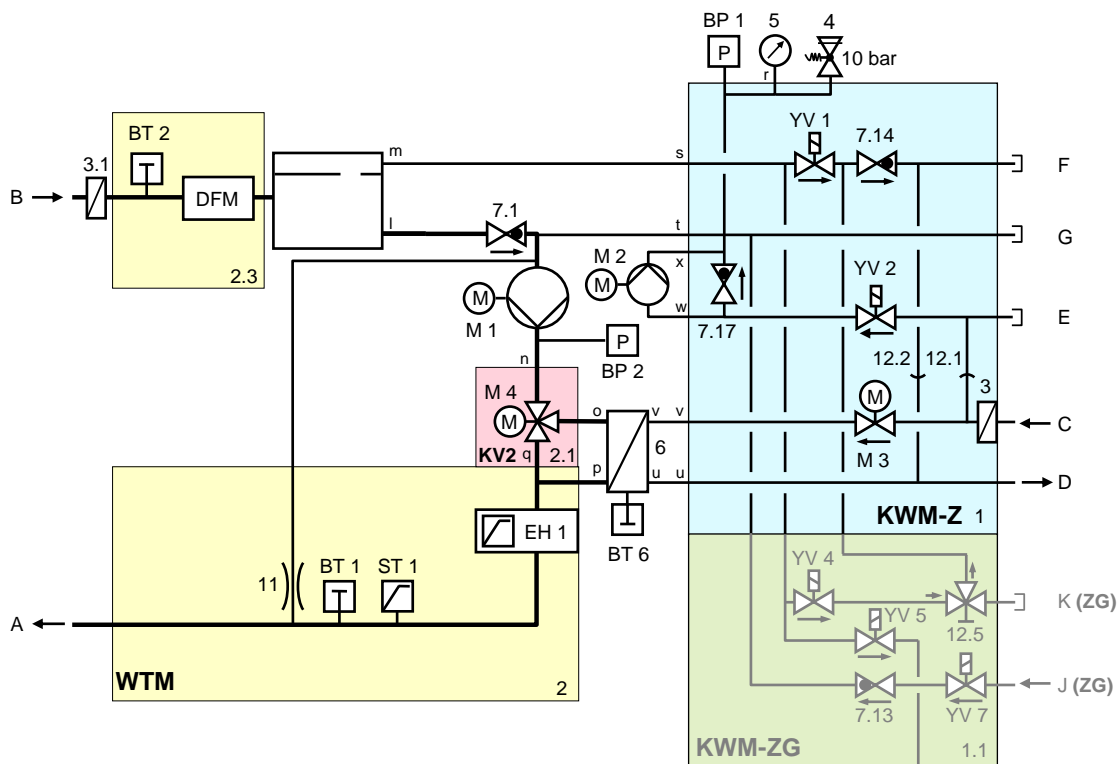 BP 1
5
4
P
10 bar
r
BT 2
YV 1
7.14
3.1
m
s
F
B
DFM
7.1
l
t
G
M 2
x
YV 2
2.3
M
M
M 1
w
7.17
E
P
n
BP 2
12.2
12.1
M 4
M
o
v
v
M
3
C
KV2
q
2.1
p
6
u
u
M 3
D
KWM-Z
1
EH 1
BT 6
BT 1
ST 1
11
YV 4
K (ZG)
A
YV 5
12.5
WTM
2
J (ZG)
7.13
YV 7
KWM-ZG
1.1